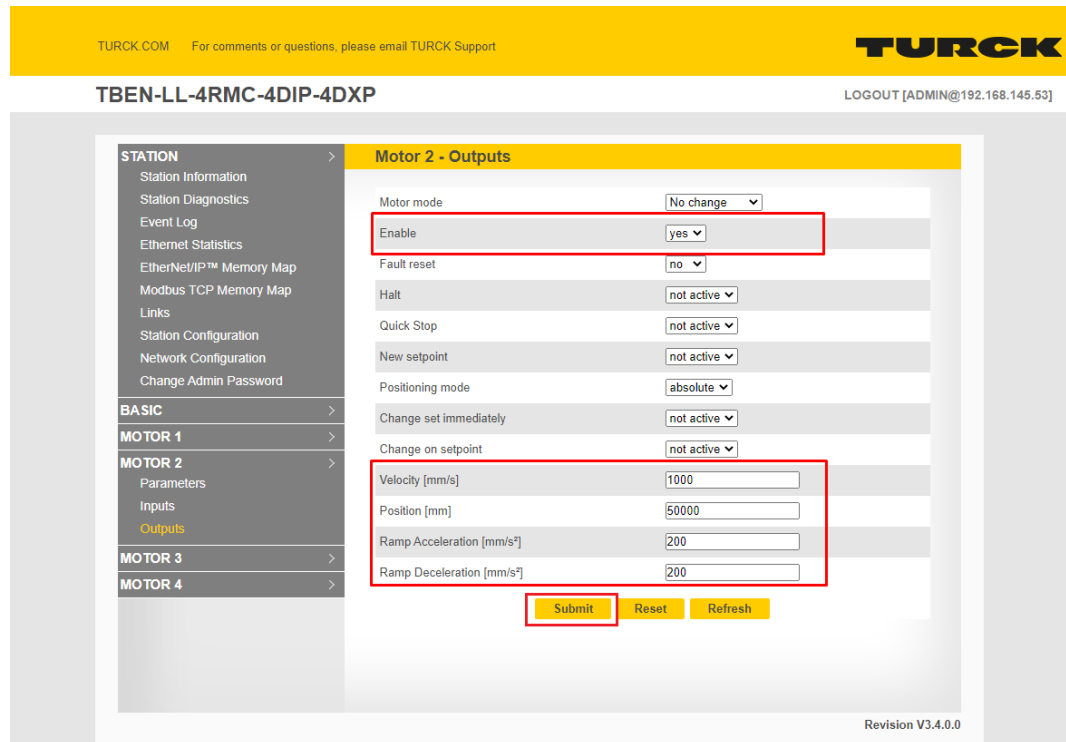 TURCK.COM For comments or questions, please email TURCK Support
TURCK
TBEN-LL-4RMC-4DIP-4DXP
LOGOUT [ADMIN@192.168.145.53]
STATION
Station Information
Station Diagnostics
Event Log
Ethernet Statistics
EtherNet/IP™ Memory Map
Modbus TCP Memory Map
Links
Station Configuration
Network Configuration
Change Admin Password
BASIC
MOTOR 1
MOTOR 2
Parameters
Inputs
Outputs
MOTOR 3
MOTOR 4
Motor 2 - Outputs
Motor mode No change
Enable yes
Fault reset no
Halt not active
Quick Stop not active
New setpoint not active
Positioning mode absolute
Change set immediately not active
Change on setpoint not active
Velocity [mm/s] 1000
Position [mm] 50000
Ramp Acceleration [mm/s²] 200
Ramp Deceleration [mm/s²] 200
Submit Reset Refresh
Revision V3.4.0.0